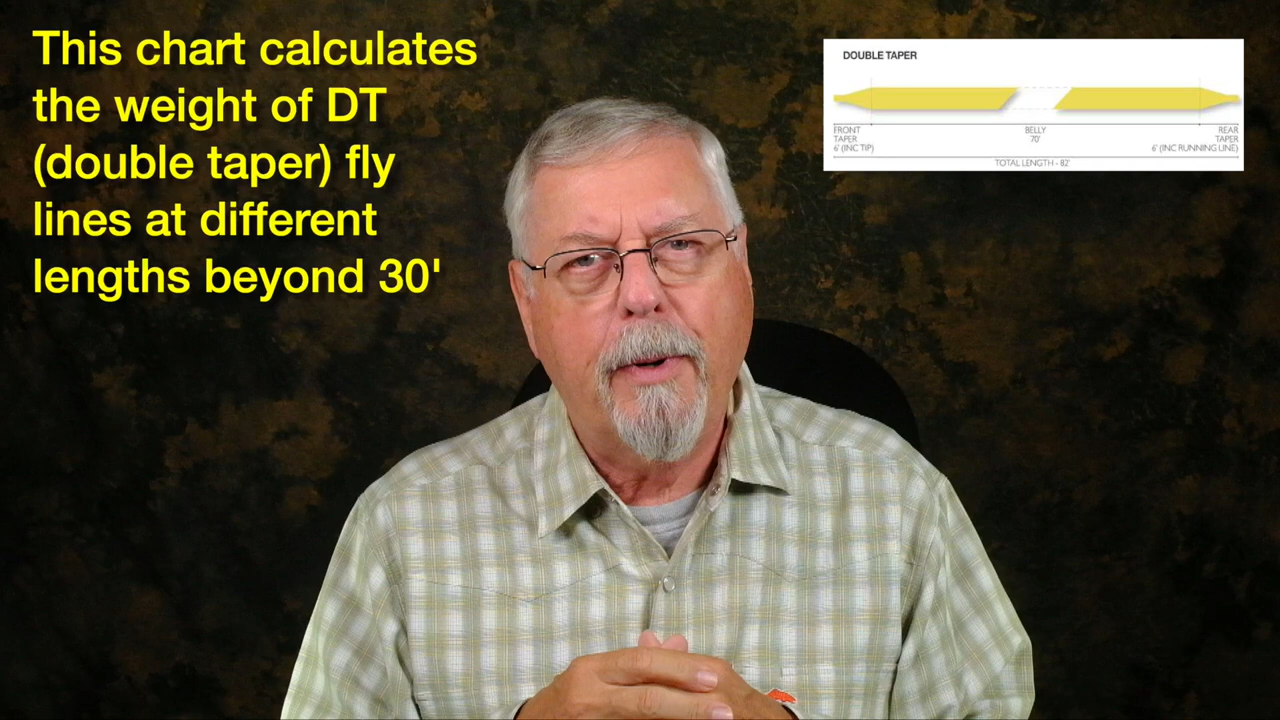 This chart calculates
the weight of DT
(double taper) fly
lines at different
lengths beyond 30'
DOUBLE TAPER
FRONT
TAPER
6' (INC TIP)
BELLY
70'
REAR
TAPER
6' (INC RUNNING LINE)
TOTAL LENGTH - 82'